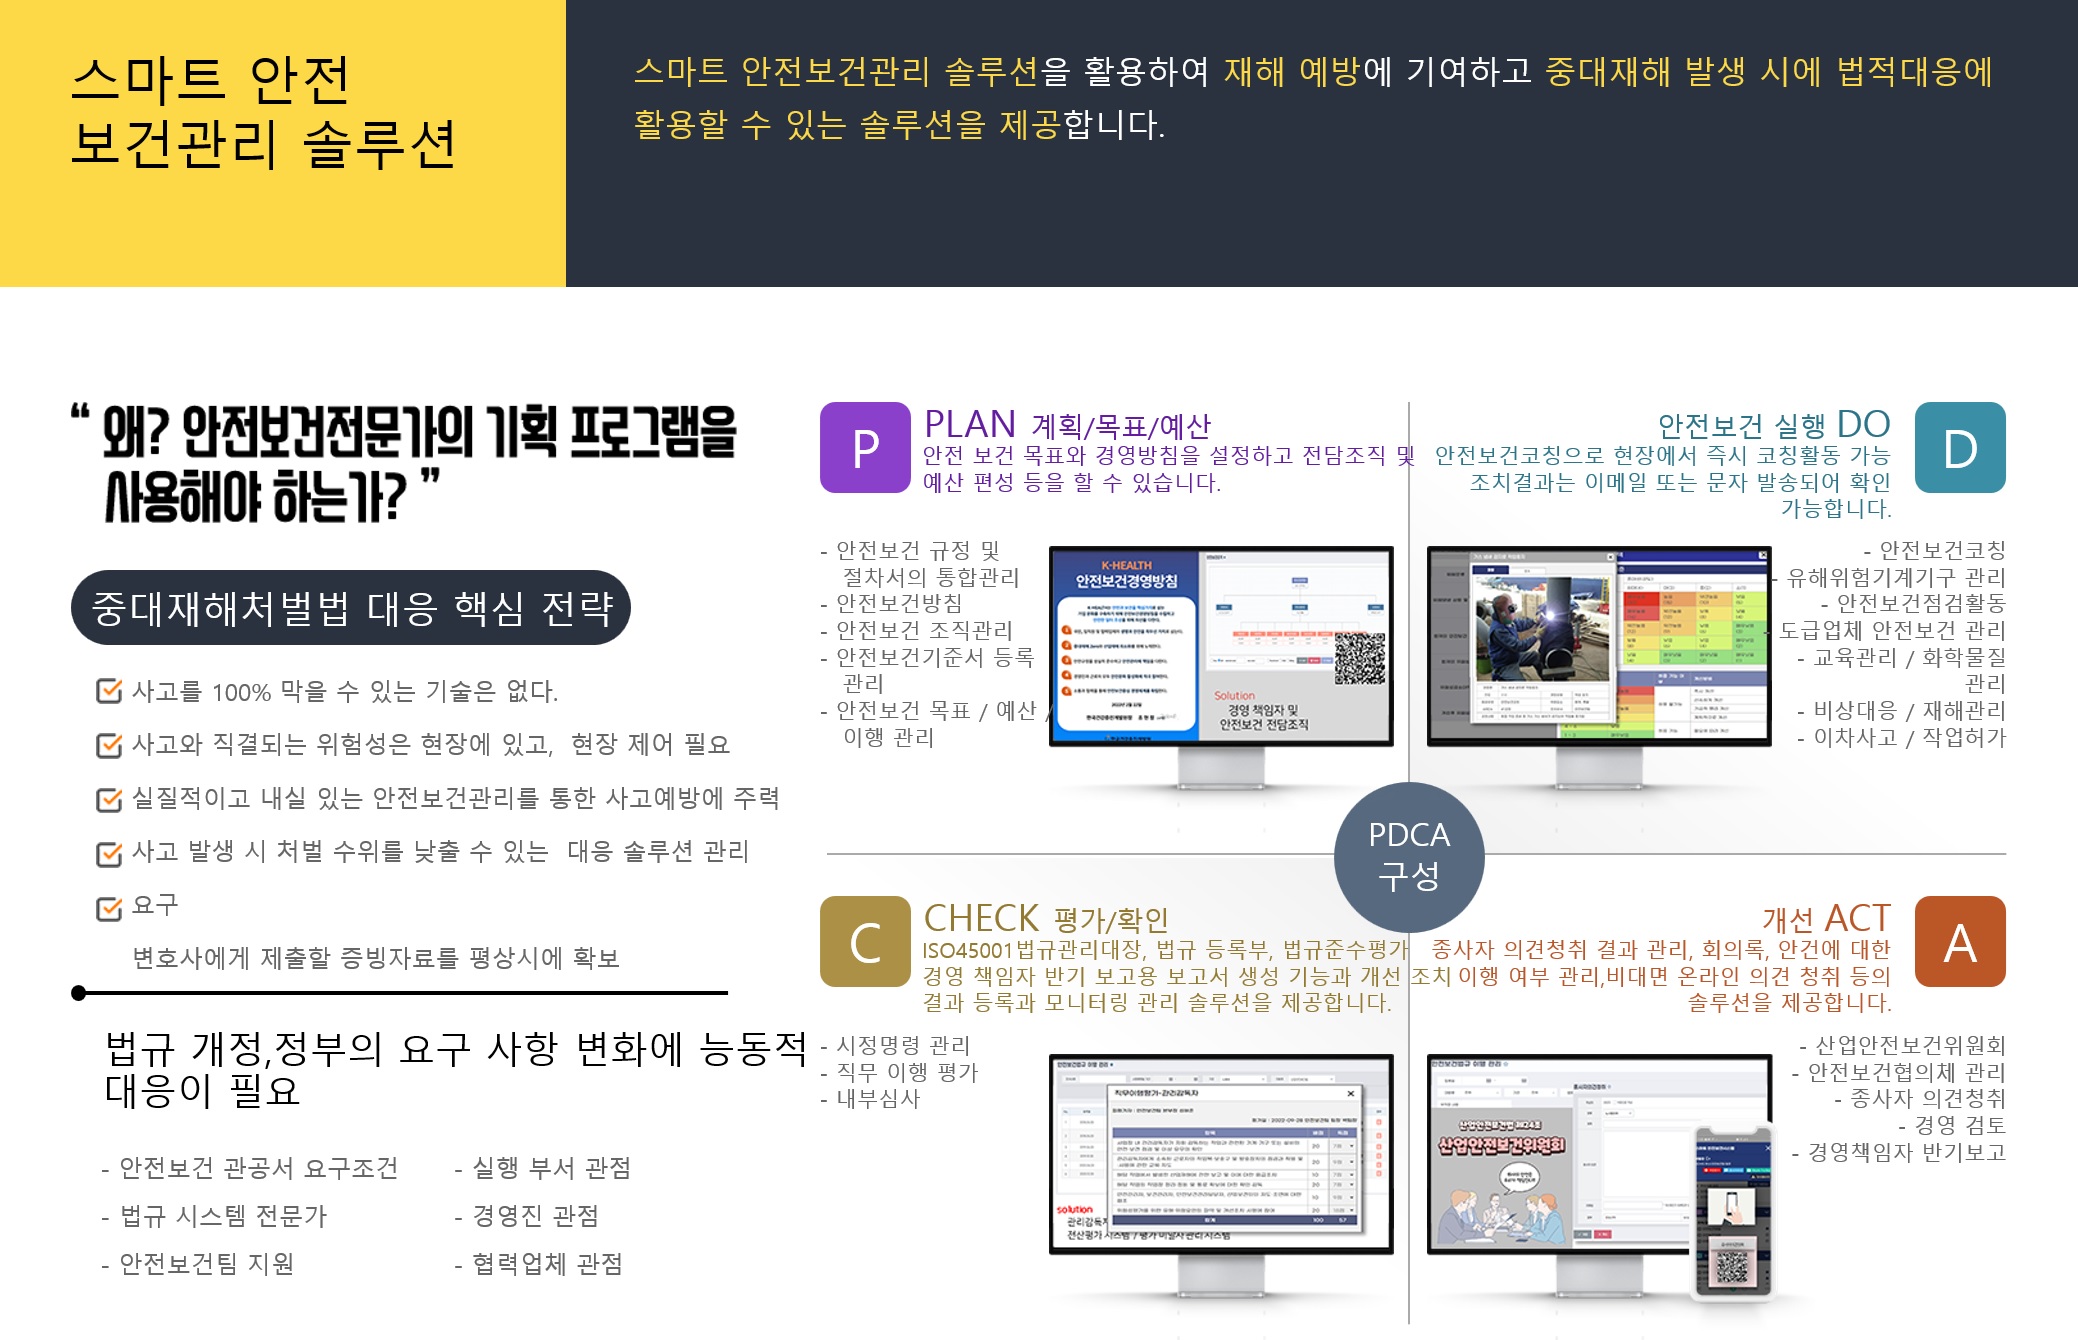 스마트 안전
보건관리 솔루션
스마트 안전보건관리 솔루션을 활용하여 재해 예방에 기여하고 중대재해 발생 시에 법적대응에
활용할 수 있는 솔루션을 제공합니다.
“ 왜? 안전보건전문가의 기획 프로그램을
사용해야 하는가? ”
중대재해처벌법 대응 핵심 전략
사고를 100% 막을 수 있는 기술은 없다.
사고와 직결되는 위험성은 현장에 있고, 현장 제어 필요
실질적이고 내실 있는 안전보건관리를 통한 사고예방에 주력
사고 발생 시 처벌 수위를 낮출 수 있는 대응 솔루션 관리
요구
변호사에게 제출할 증빙자료를 평상시에 확보
법규 개정,정부의 요구 사항 변화에 능동적
대응이 필요
- 안전보건 관공서 요구조건
- 법규 시스템 전문가
- 안전보건팀 지원
- 실행 부서 관점
- 경영진 관점
- 협력업체 관점
P
PLAN 계획/목표/예산
안전 보건 목표와 경영방침을 설정하고 전담조직 및
예산 편성 등을 할 수 있습니다.
- 안전보건 규정 및
절차서의 통합관리
- 안전보건방침
- 안전보건 조직관리
- 안전보건기준서 등록
관리
- 안전보건 목표 / 예산 /
이행 관리
K-HEALTH
안전보건경영방침
Solution
경영 책임자 및
안전보건 전담조직
안전보건 실행 DO
D
안전보건코칭으로 현장에서 즉시 코칭활동 가능
조치결과는 이메일 또는 문자 발송되어 확인
가능합니다.
- 안전보건코칭
- 유해위험기계기구 관리
- 안전보건점검활동
- 도급업체 안전보건 관리
- 교육관리 / 화학물질
관리
- 비상대응 / 재해관리
- 이차사고 / 작업허가
PDCA
구성
C
CHECK 평가/확인
ISO45001법규관리대장, 법규 등록부, 법규준수평가
경영 책임자 반기 보고용 보고서 생성 기능과 개선 조치
결과 등록과 모니터링 관리 솔루션을 제공합니다.
- 시정명령 관리
- 직무 이행 평가
- 내부심사
안전보건법규 이행 관리
직무이행평가-관리감독자
solution
관리감독자
전산평가 시스템 / 평가 미달자 관리 시스템
개선 ACT
A
종사자 의견청취 결과 관리, 회의록, 안건에 대한
이행 여부 관리,비대면 온라인 의견 청취 등의
솔루션을 제공합니다.
- 산업안전보건위원회
- 안전보건협의체 관리
- 종사자 의견청취
- 경영 검토
- 경영책임자 반기보고
안전보건법규 이행 관리
산업안전보건법 제24조
산업안전보건위원회